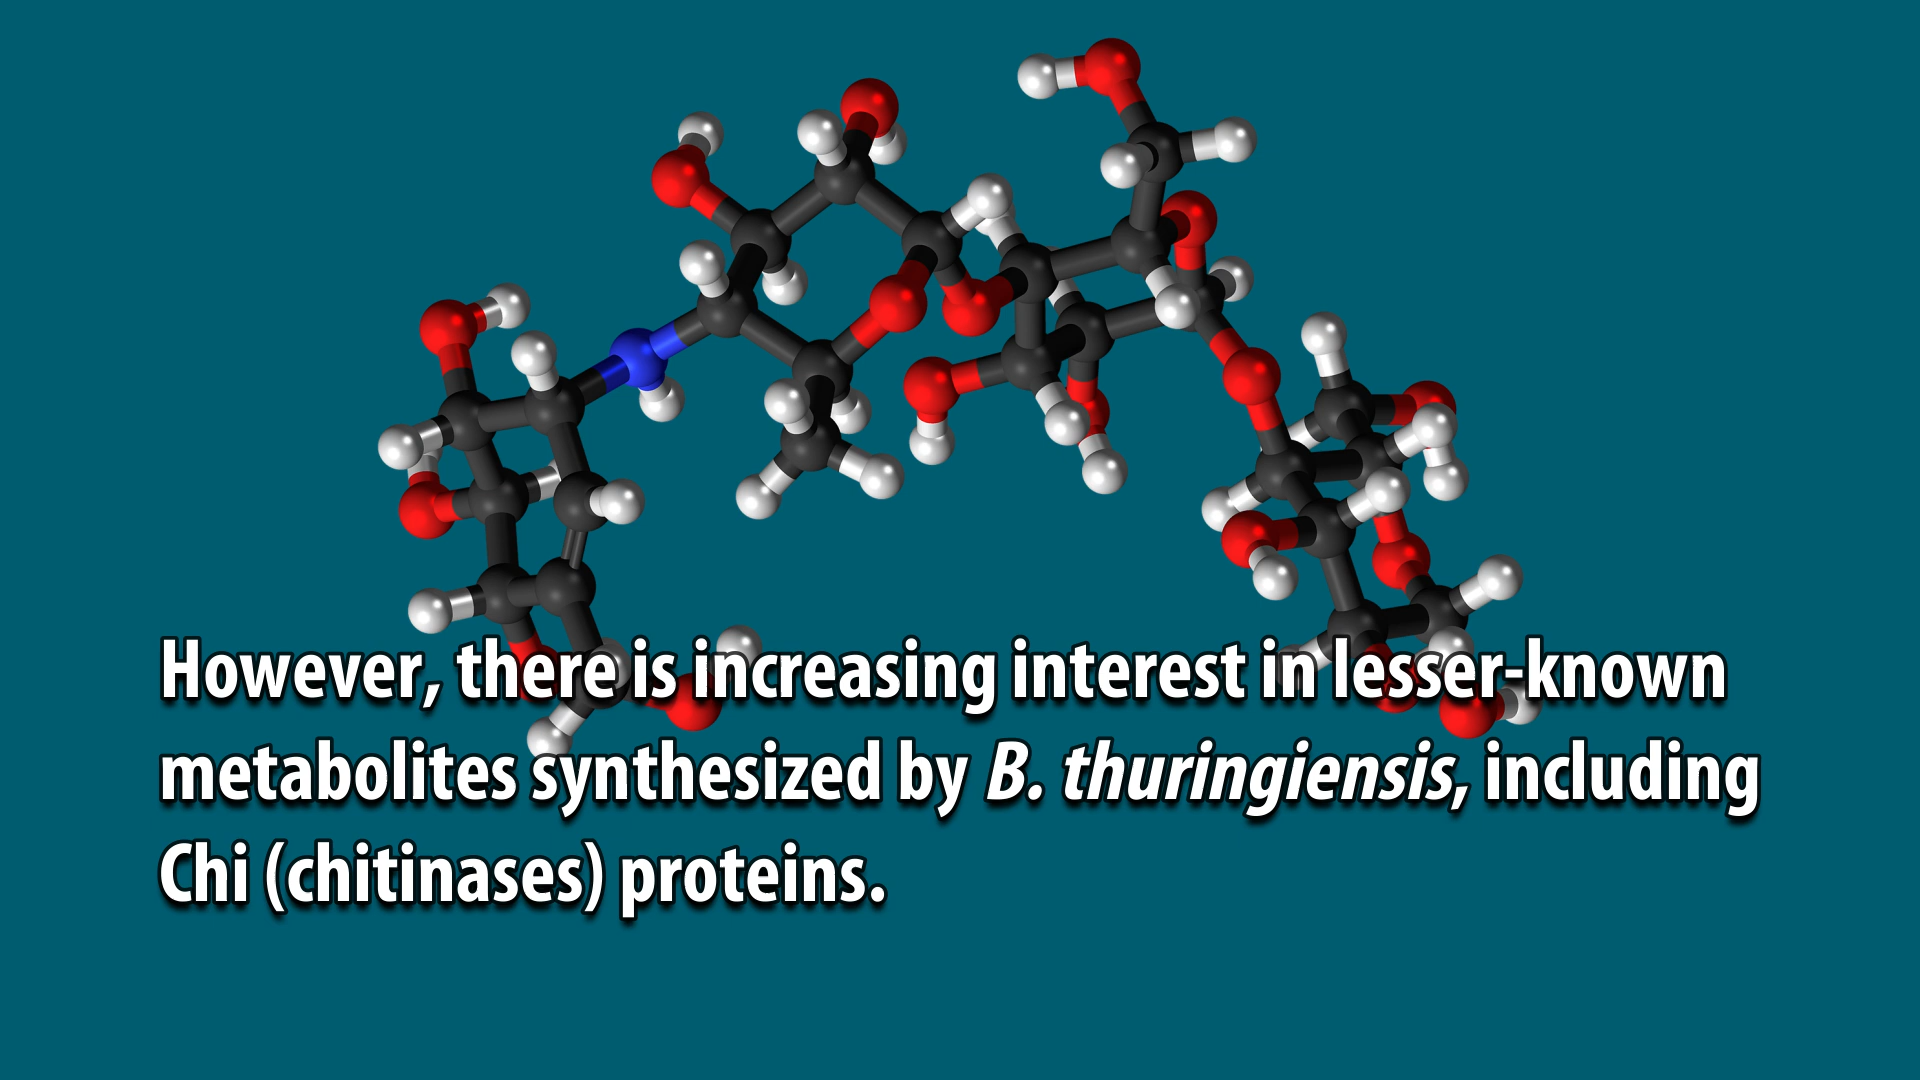 However, there is increasing interest in lesser-known
metabolites synthesized by B. thuringiensis, including
Chi (chitinases) proteins.